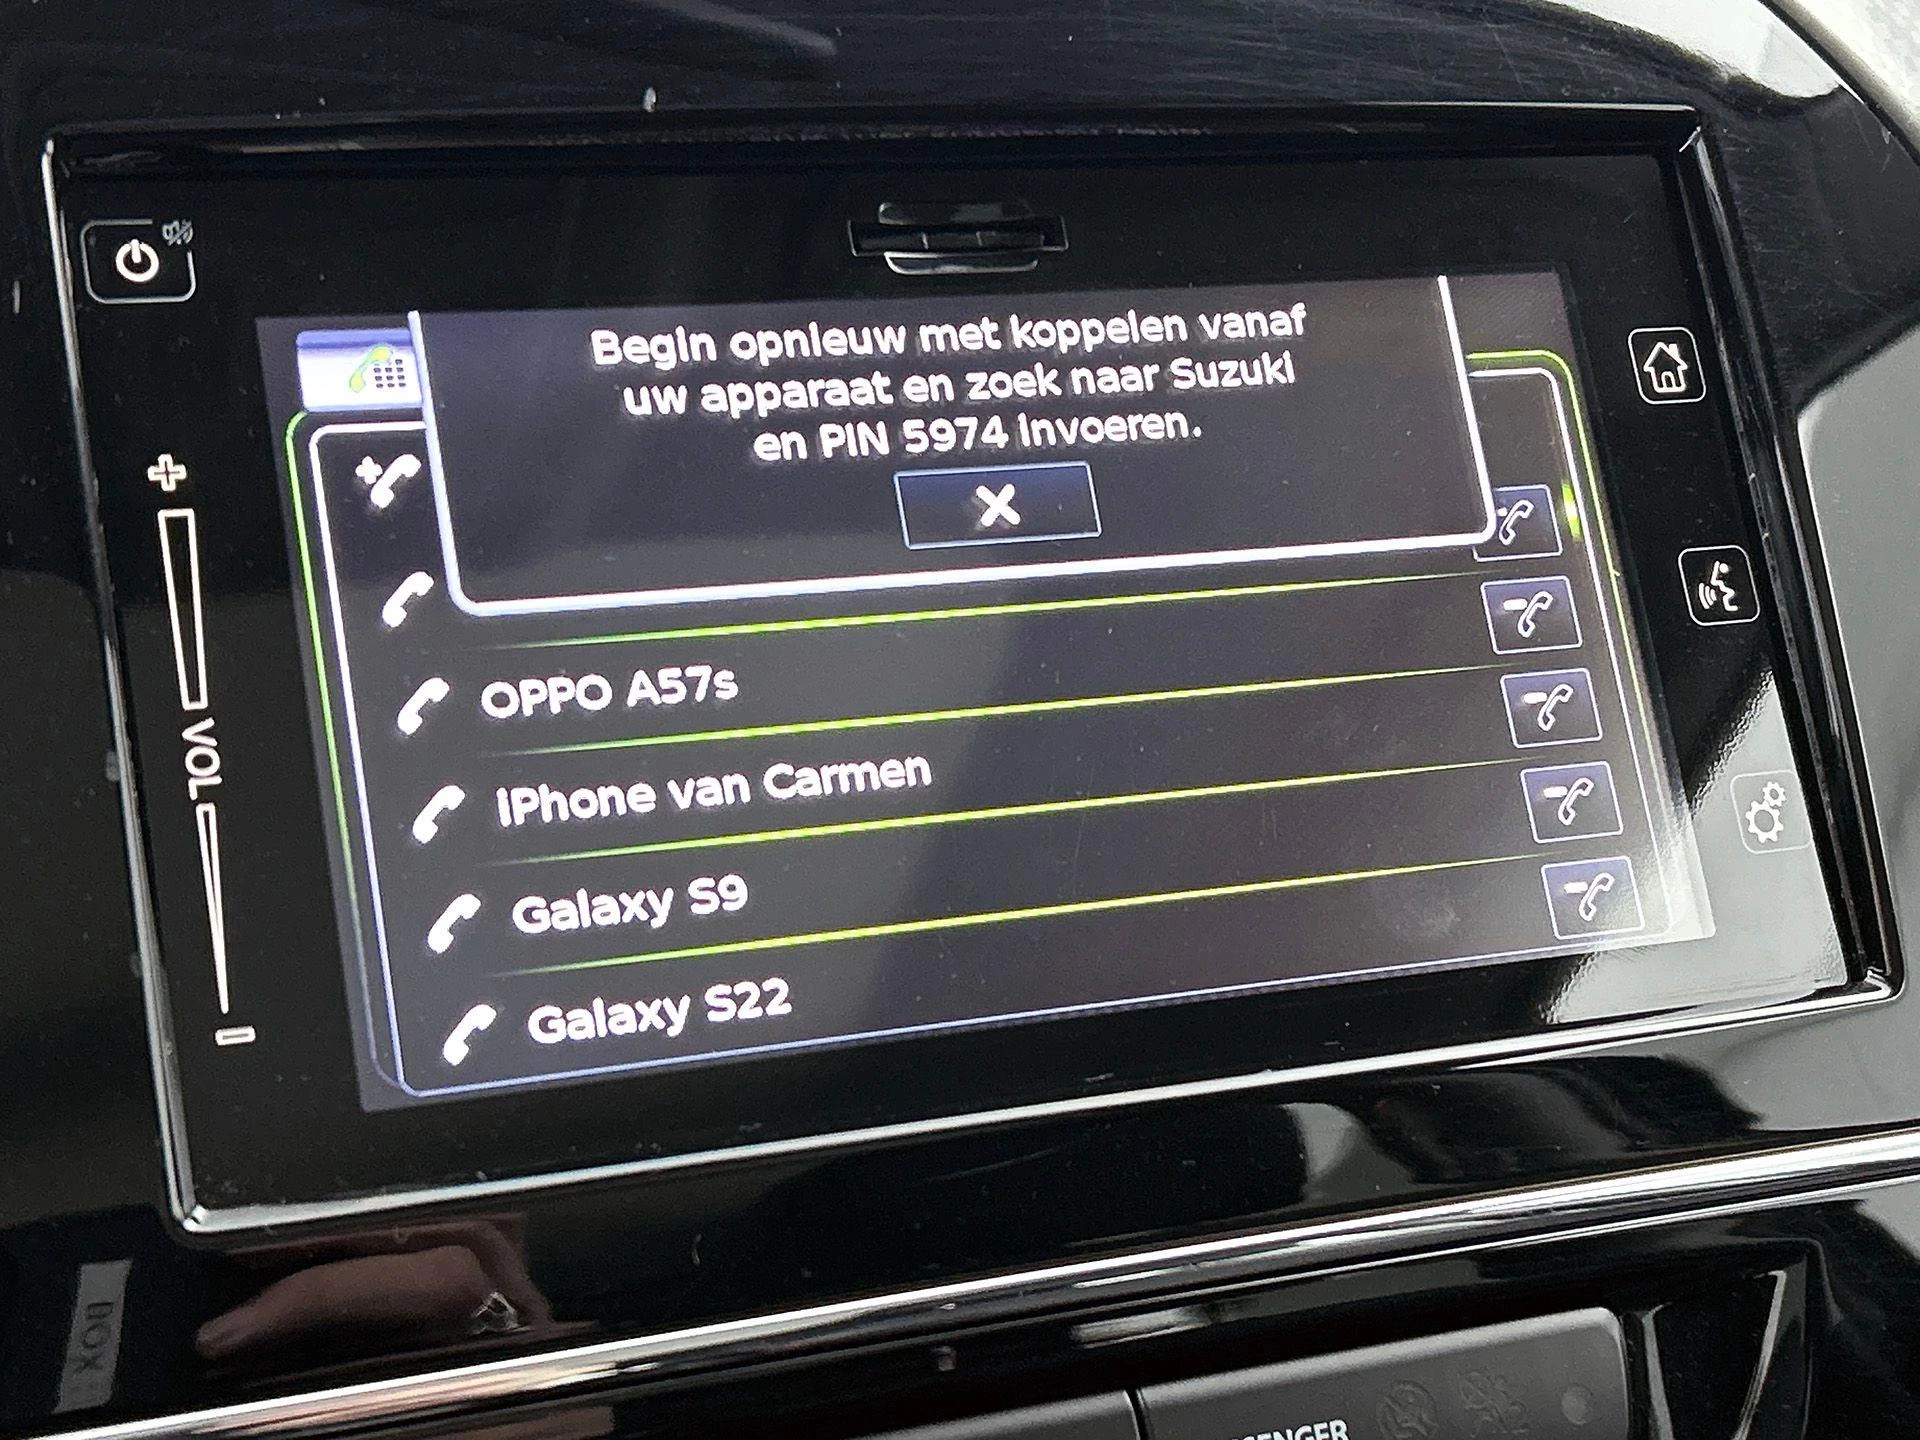 Begin opnieuw met koppelen vanaf
uw apparaat en zoek naar Suzuki
en PIN 5974 invoeren.
VOL
OPPO A57s
iPhone van Carmen
Galaxy S9
Galaxy S22